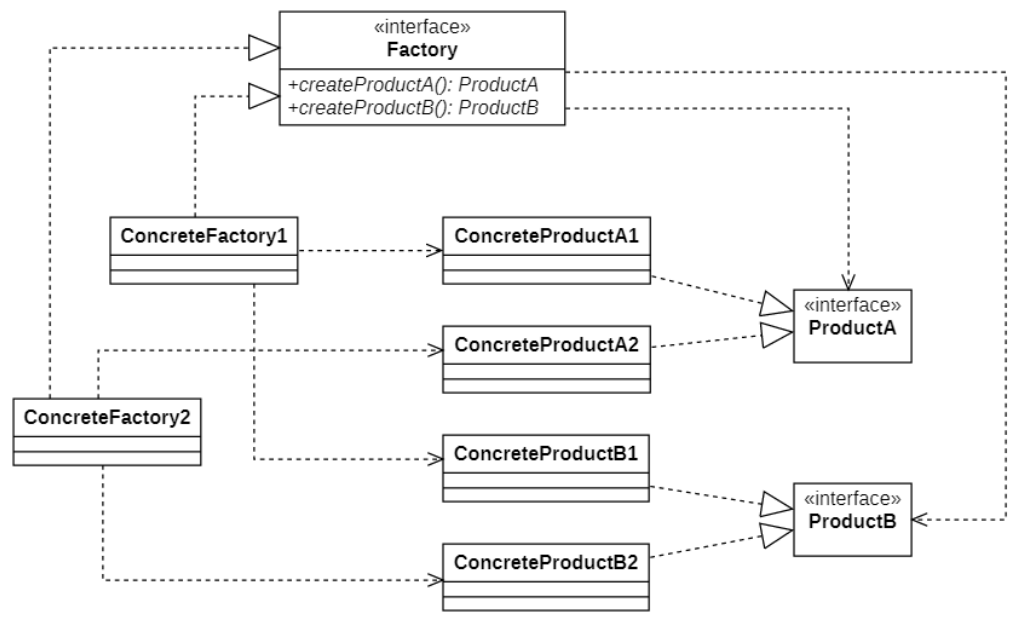 «interface»
Factory
+createProductA(): ProductA
+createProductB(): ProductB
ConcreteFactory1
ConcreteProductA1
«interface»
ProductA
ConcreteProductA2
ConcreteFactory2
ConcreteProductB1
«interface»
ProductB
ConcreteProductB2